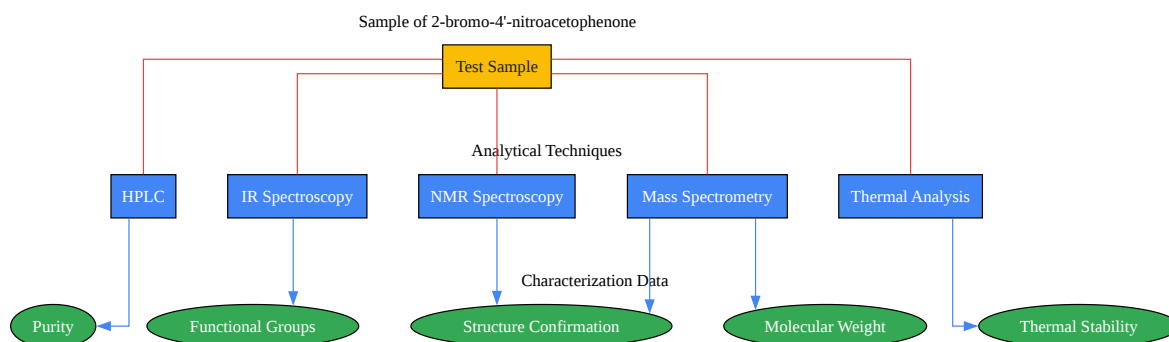 Sample of 2-bromo-4'-nitroacetophenone
Test Sample
Analytical Techniques
HPLC
IR Spectroscopy
NMR Spectroscopy
Mass Spectrometry
Thermal Analysis
Characterization Data
Purity
Functional Groups
Structure Confirmation
Molecular Weight
Thermal Stability